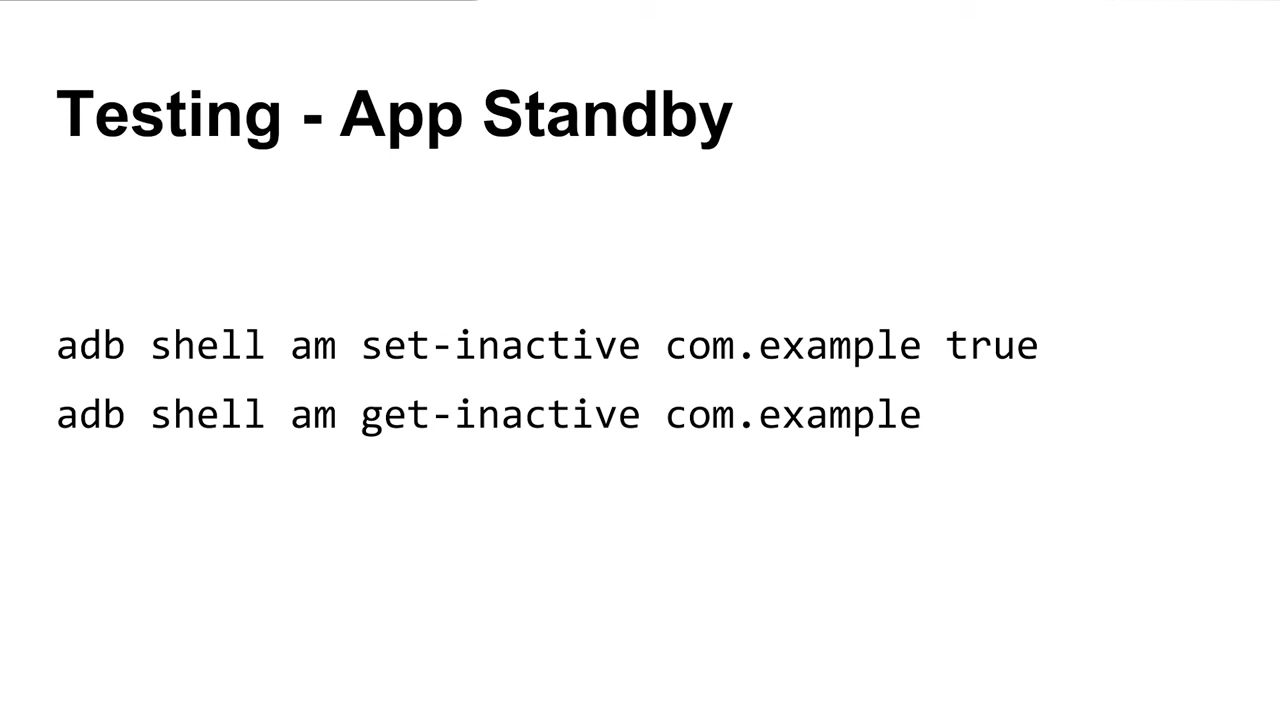 Testing - App Standby
adb shell am set-inactive com.example true
adb shell am get-inactive com.example